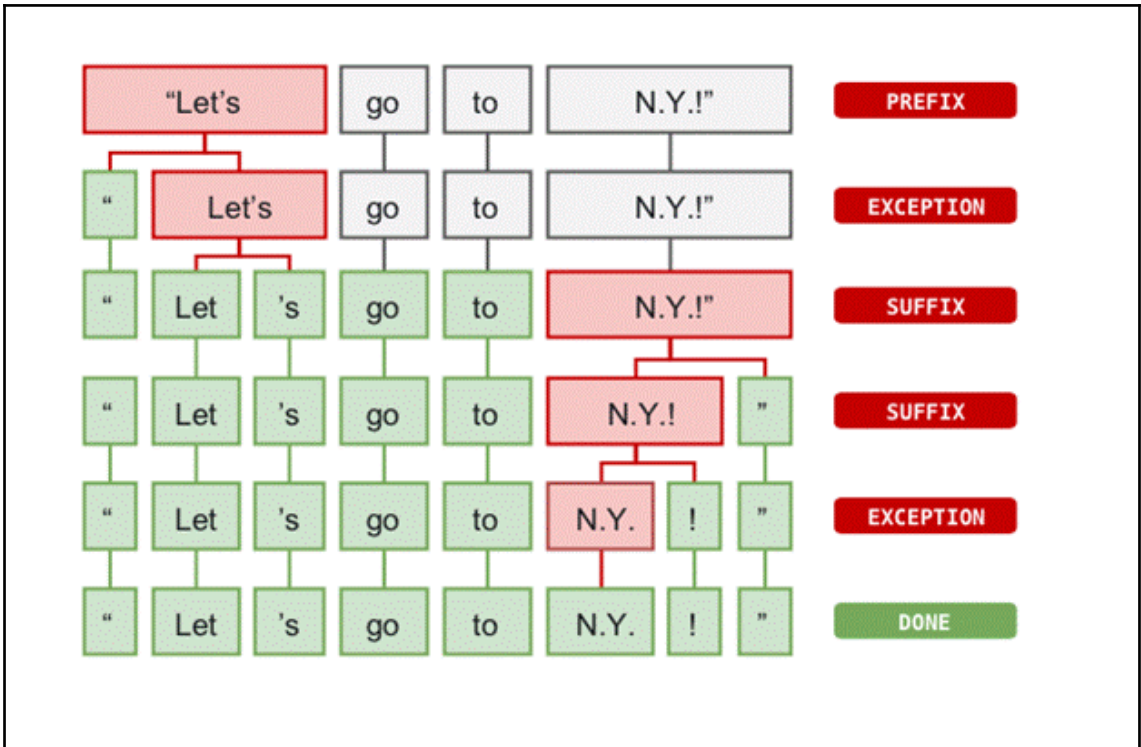 “Let’s go to N.Y.!” PREFIX
“ Let’s go to N.Y.!” EXCEPTION
“ Let ’s go to N.Y.!” SUFFIX
“ Let ’s go to N.Y.! ” SUFFIX
“ Let ’s go to N.Y. ! ” EXCEPTION
“ Let ’s go to N.Y. ! ” DONE